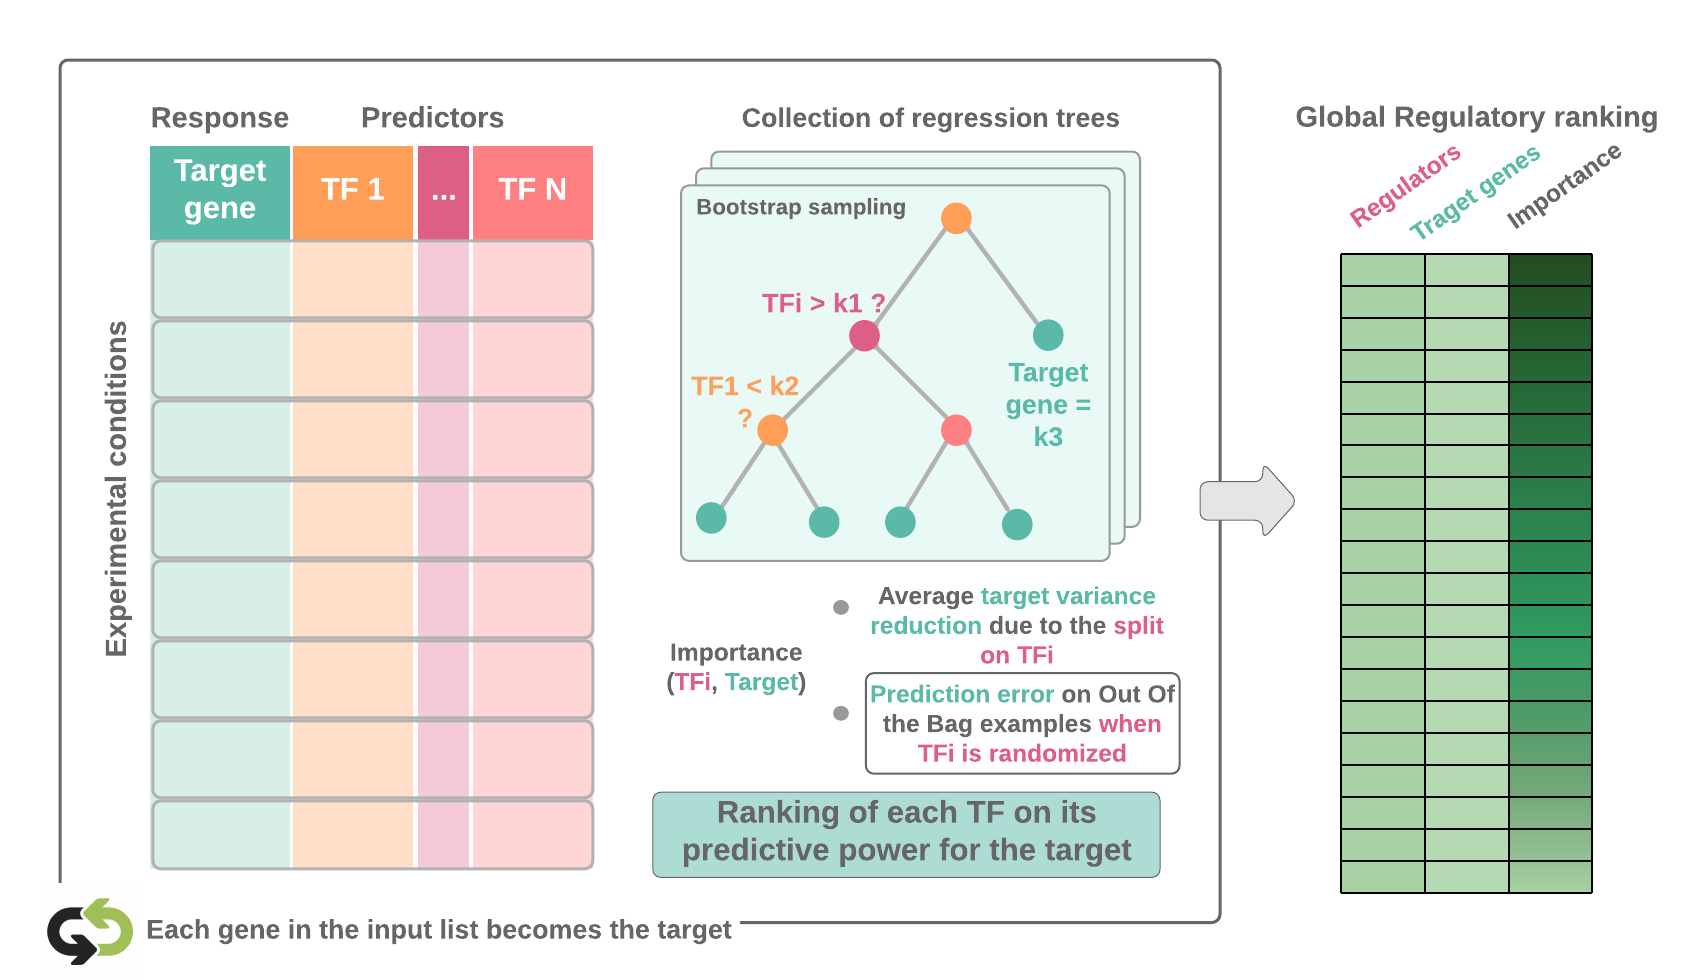 Response
Predictors
Target
gene
TF 1
...
TF N
Experimental conditions
Collection of regression trees
Bootstrap sampling
TFi > k1 ?
TF1 < k2
?
Target
gene =
k3
Importance
(TFi, Target)
Average target variance
reduction due to the split
on TFi
Prediction error on Out Of
the Bag examples when
TFi is randomized
Ranking of each TF on its
predictive power for the target
Each gene in the input list becomes the target
Global Regulatory ranking
Regulators
Traget genes
Importance